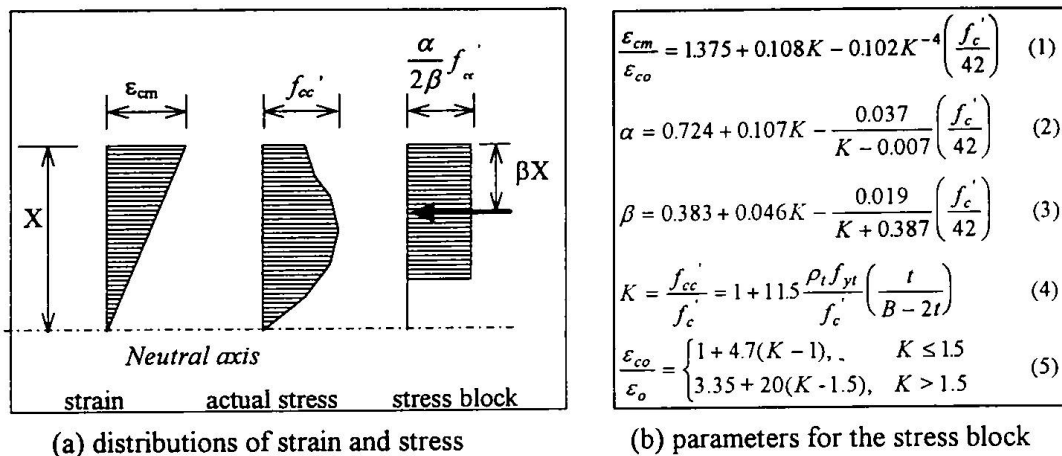 ε_cm
f_cc'
α/2β f_cc'
X
βX
Neutral axis
strain actual stress stress block
(a) distributions of strain and stress
ε_cm/ε_co = 1.375 + 0.108K - 0.102K^-4 (f_c'/42) (1)
α = 0.724 + 0.107K - 0.037/(K - 0.007) (f_c'/42) (2)
β = 0.383 + 0.046K - 0.019/(K + 0.387) (f_c'/42) (3)
K = f_cc'/f_c' = 1 + 11.5 ρ_t f_yt/f_c' (t/(B - 2t)) (4)
ε_co/ε_o = { 1 + 4.7(K - 1), K ≤ 1.5
3.35 + 20(K - 1.5), K > 1.5 (5)
(b) parameters for the stress block